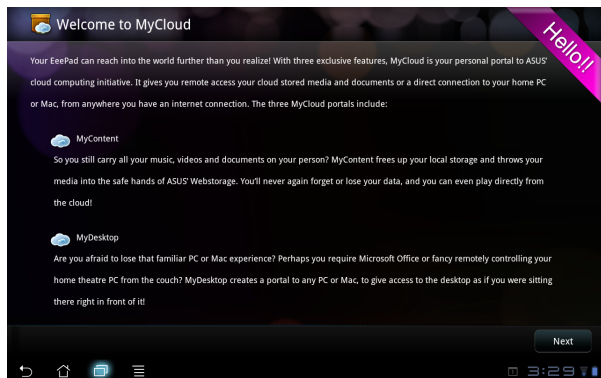 Welcome to MyCloud
Hello!!
Your EeePad can reach into the world further than you realize! With three exclusive features, MyCloud is your personal portal to ASUS'
cloud computing initiative. It gives you remote access your cloud stored media and documents or a direct connection to your home PC
or Mac, from anywhere you have an internet connection. The three MyCloud portals include:
MyContent
So you still carry all your music, videos and documents on your person? MyContent frees up your local storage and throws your
media into the safe hands of ASUS' Webstorage. You'll never again forget or lose your data, and you can even play directly from
the cloud!
MyDesktop
Are you afraid to lose that familiar PC or Mac experience? Perhaps you require Microsoft Office or fancy remotely controlling your
home theatre PC from the couch? MyDesktop creates a portal to any PC or Mac, to give access to the desktop as if you were sitting
there right in front of it!
Next
3:29